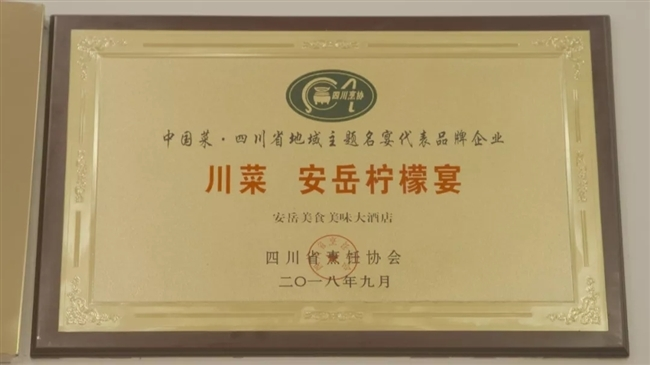 四川烹协
中国菜·四川省地域主题名宴代表品牌企业
川菜 安岳柠檬宴
安岳美食美味大酒店
四川省烹饪协会
二〇一八年九月